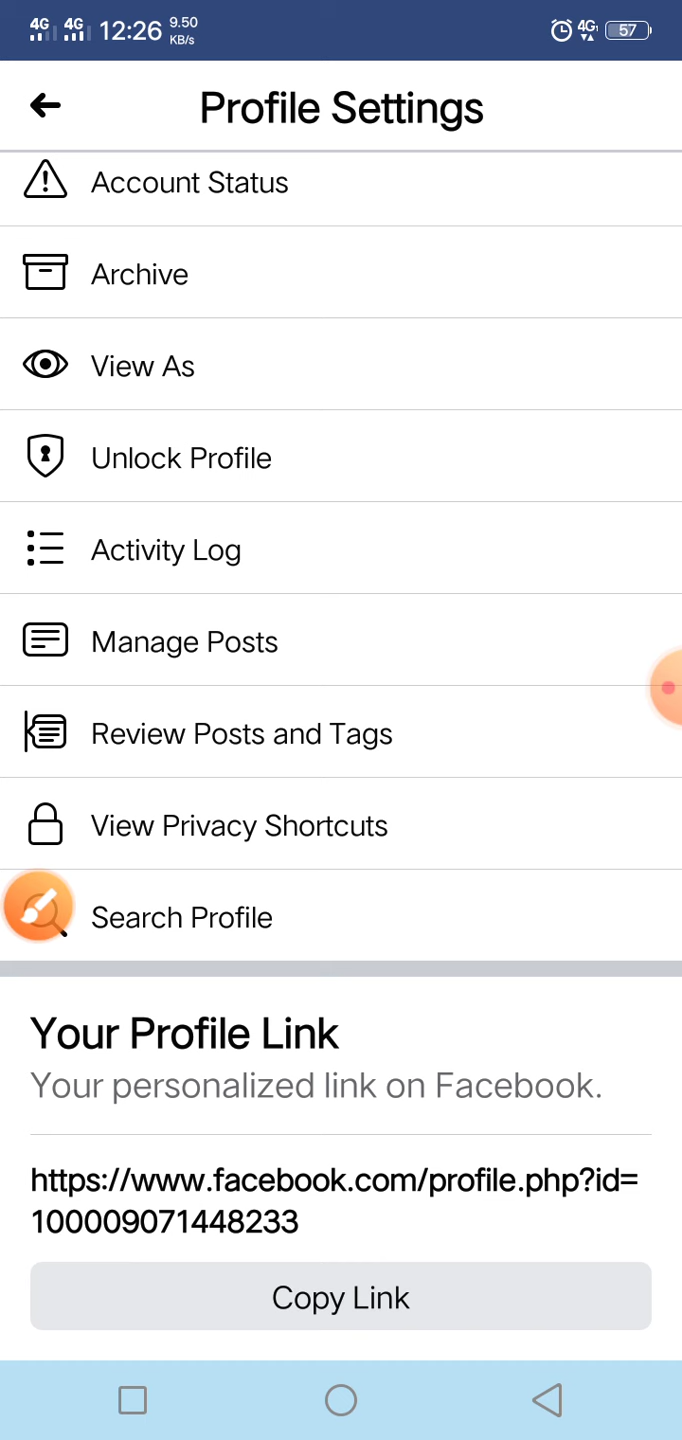 4G 4G 12:26 9.50 KB/s 4G 57
Profile Settings
Account Status
Archive
View As
Unlock Profile
Activity Log
Manage Posts
Review Posts and Tags
View Privacy Shortcuts
Search Profile
Your Profile Link
Your personalized link on Facebook.
https://www.facebook.com/profile.php?id=
100009071448233
Copy Link